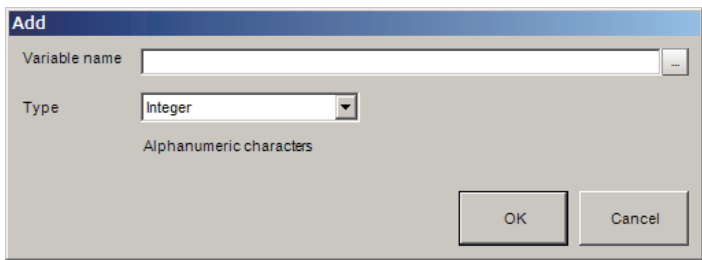 Add
Variable name
...
Type
Integer
Alphanumeric characters
OK
Cancel